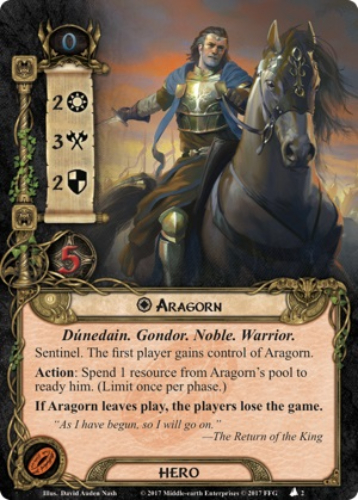 0
2
3
2
5
Aragorn
Dúnedain. Gondor. Noble. Warrior.
Sentinel. The first player gains control of Aragorn.
Action: Spend 1 resource from Aragorn's pool to
ready him. (Limit once per phase.)
If Aragorn leaves play, the players lose the game.
"As I have begun, so I will go on."
—The Return of the King
HERO
Illus. David Auden Nash © 2017 Middle-earth Enterprises © 2017 FFG 2